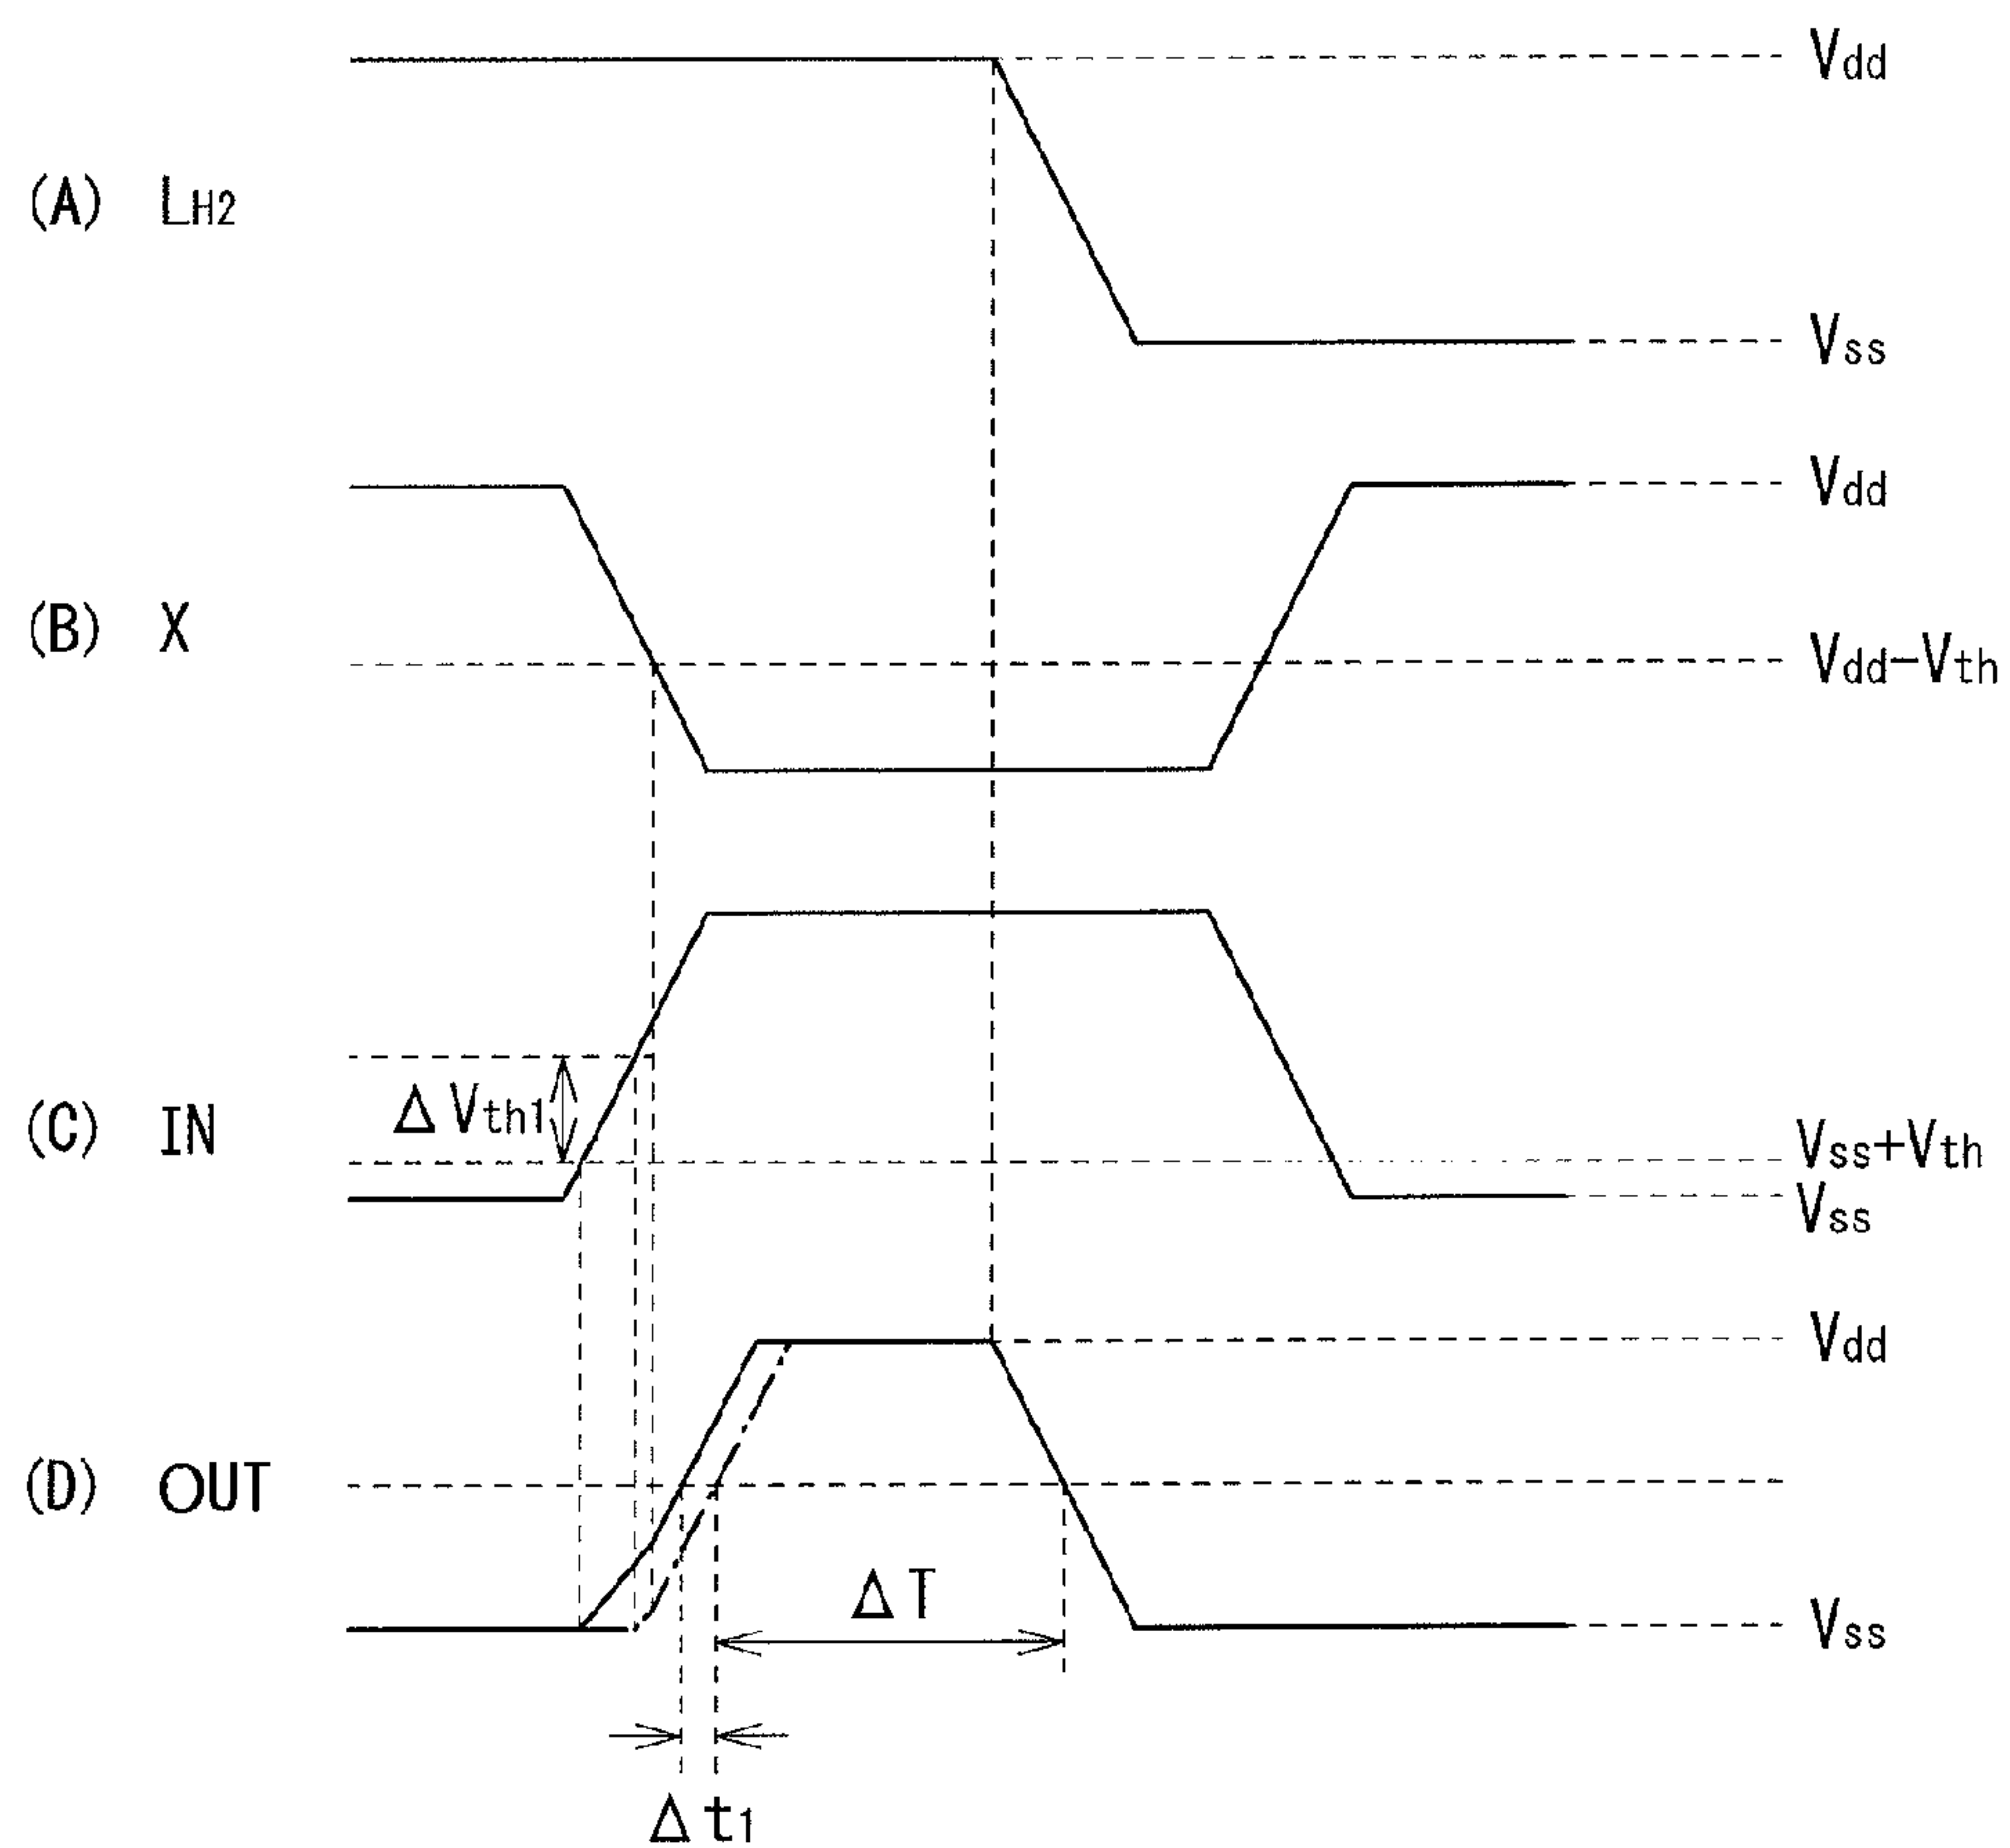 Vdd
(A) LH2
Vss
Vdd
(B) X
Vdd-Vth
ΔVth1
(C) IN
Vss+Vth
Vss
Vdd
(D) OUT
ΔT
Vss
Δt1